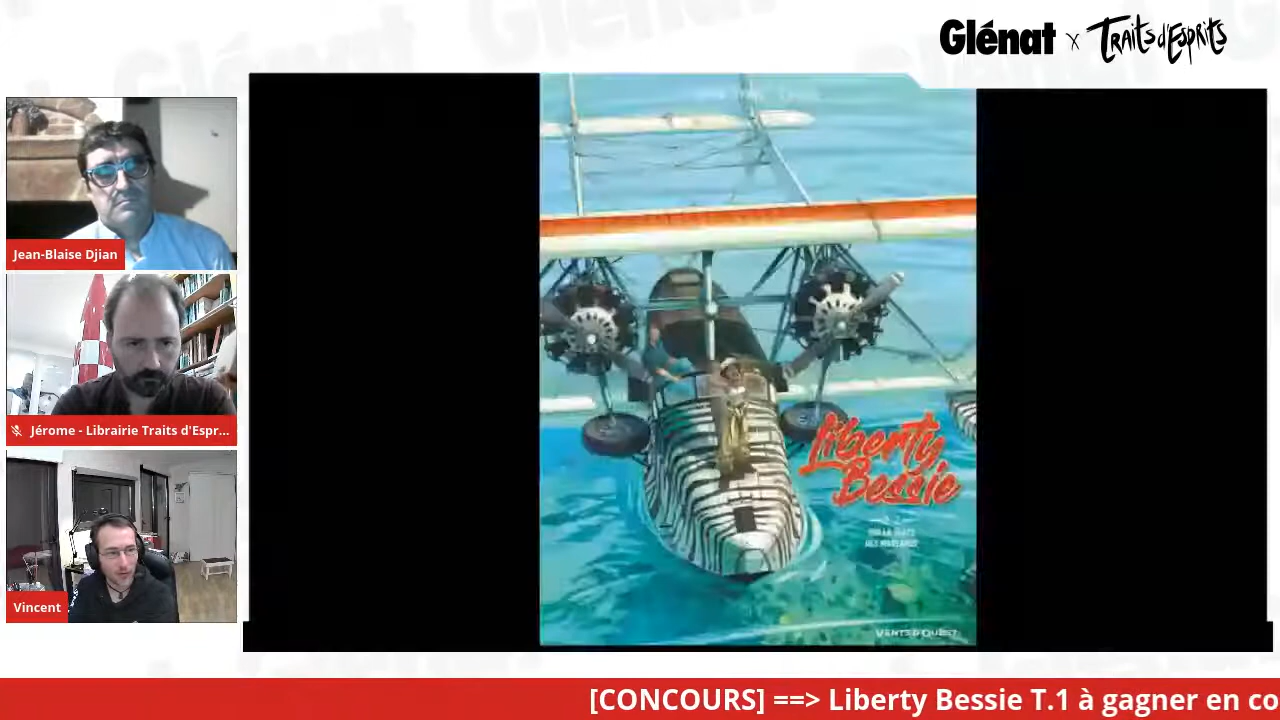 Glénat x Traits d'Esprits
Jean-Blaise Djian
Jérome - Librairie Traits d'Espr...
Vincent
Liberty
Bessie
VENTS D'OUEST
[CONCOURS] ==> Liberty Bessie T.1 à gagner en co